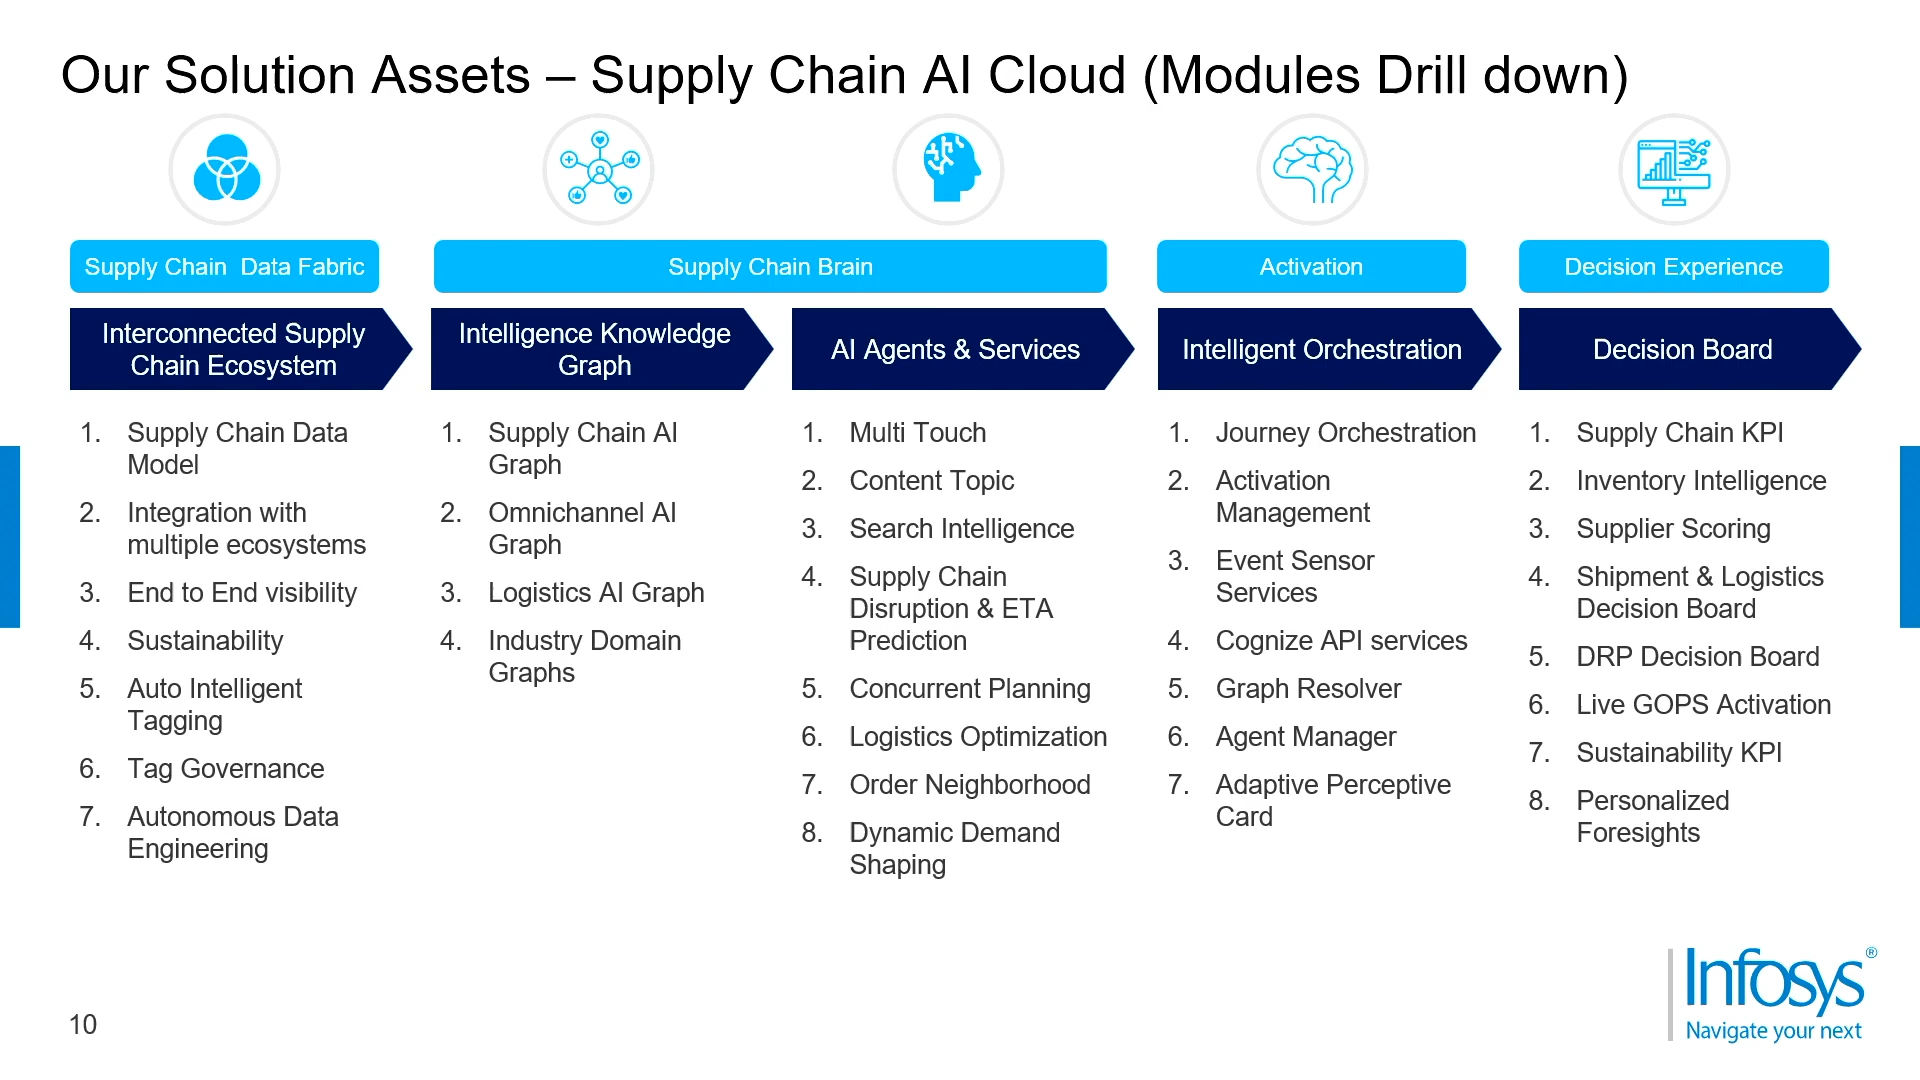 Our Solution Assets – Supply Chain AI Cloud (Modules Drill down)
Supply Chain  Data Fabric
Supply Chain Brain
Activation
Decision Experience
Interconnected Supply
Chain Ecosystem
Intelligence Knowledge
Graph
AI Agents & Services
Intelligent Orchestration
Decision Board
1. Supply Chain Data
Model
2. Integration with
multiple ecosystems
3. End to End visibility
4. Sustainability
5. Auto Intelligent
Tagging
6. Tag Governance
7. Autonomous Data
Engineering
1. Supply Chain AI
Graph
2. Omnichannel AI
Graph
3. Logistics AI Graph
4. Industry Domain
Graphs
1. Multi Touch
2. Content Topic
3. Search Intelligence
4. Supply Chain
Disruption & ETA
Prediction
5. Concurrent Planning
6. Logistics Optimization
7. Order Neighborhood
8. Dynamic Demand
Shaping
1. Journey Orchestration
2. Activation
Management
3. Event Sensor
Services
4. Cognize API services
5. Graph Resolver
6. Agent Manager
7. Adaptive Perceptive
Card
1. Supply Chain KPI
2. Inventory Intelligence
3. Supplier Scoring
4. Shipment & Logistics
Decision Board
5. DRP Decision Board
6. Live GOPS Activation
7. Sustainability KPI
8. Personalized
Foresights
10
Infosys®
Navigate your next